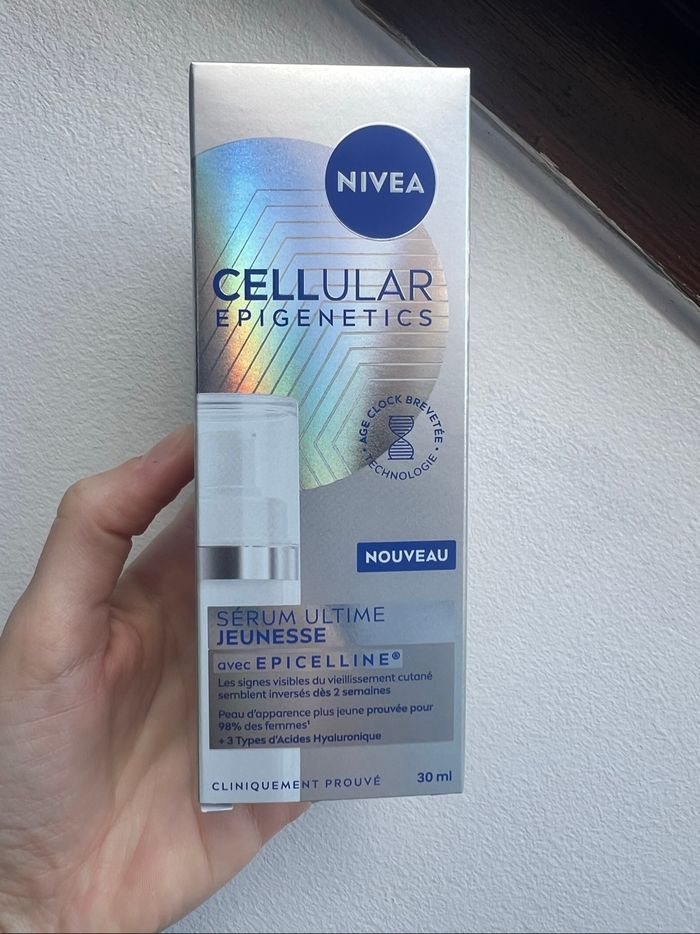 NIVEA
CELLULAR
EPIGENETICS
AGE CLOCK BREVETÉE
TECHNOLOGIE
NOUVEAU
SÉRUM ULTIME
JEUNESSE
avec EPICELLINE®
Les signes visibles du vieillissement cutané
semblent inversés dès 2 semaines
Peau d'apparence plus jeune prouvée pour
98% des femmes¹
+ 3 Types d'Acides Hyaluronique
CLINIQUEMENT PROUVÉ
30 ml